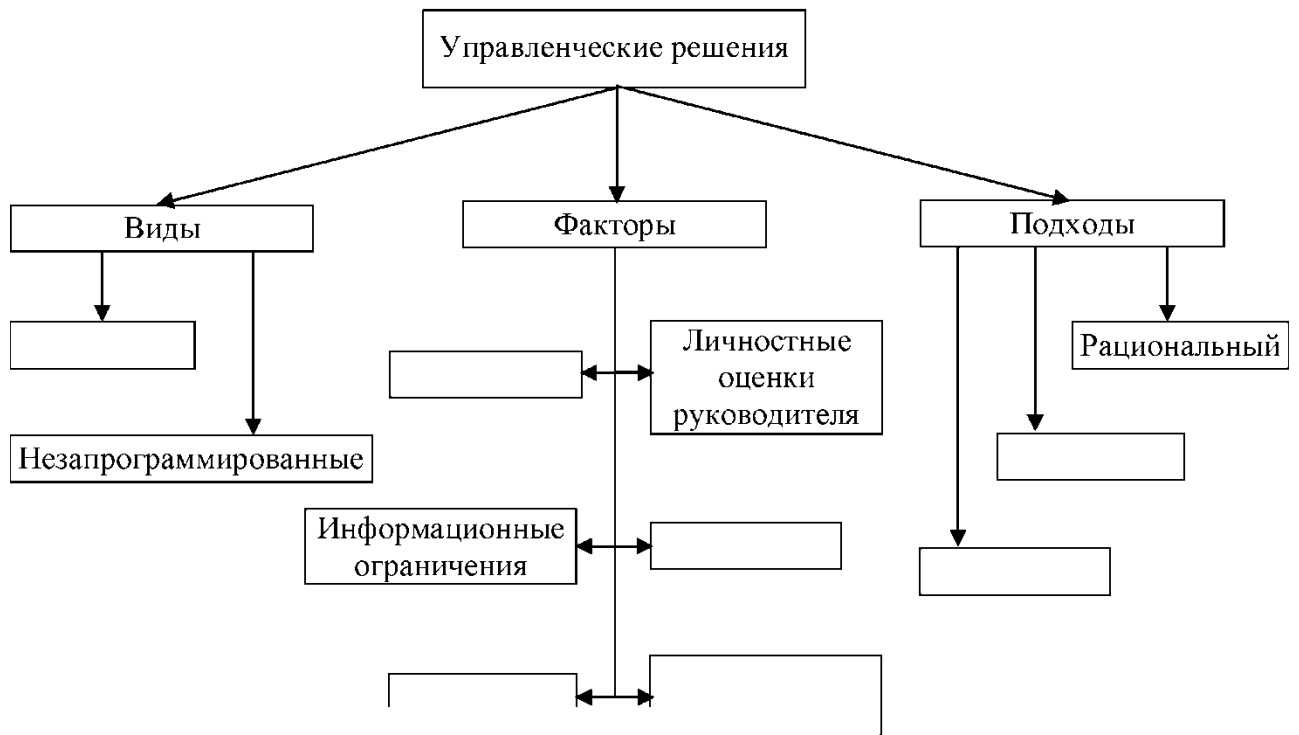 Управленческие решения
Виды
Факторы
Подходы
Личностные
оценки
руководителя
Рациональный
Незапрограммированные
Информационные
ограничения